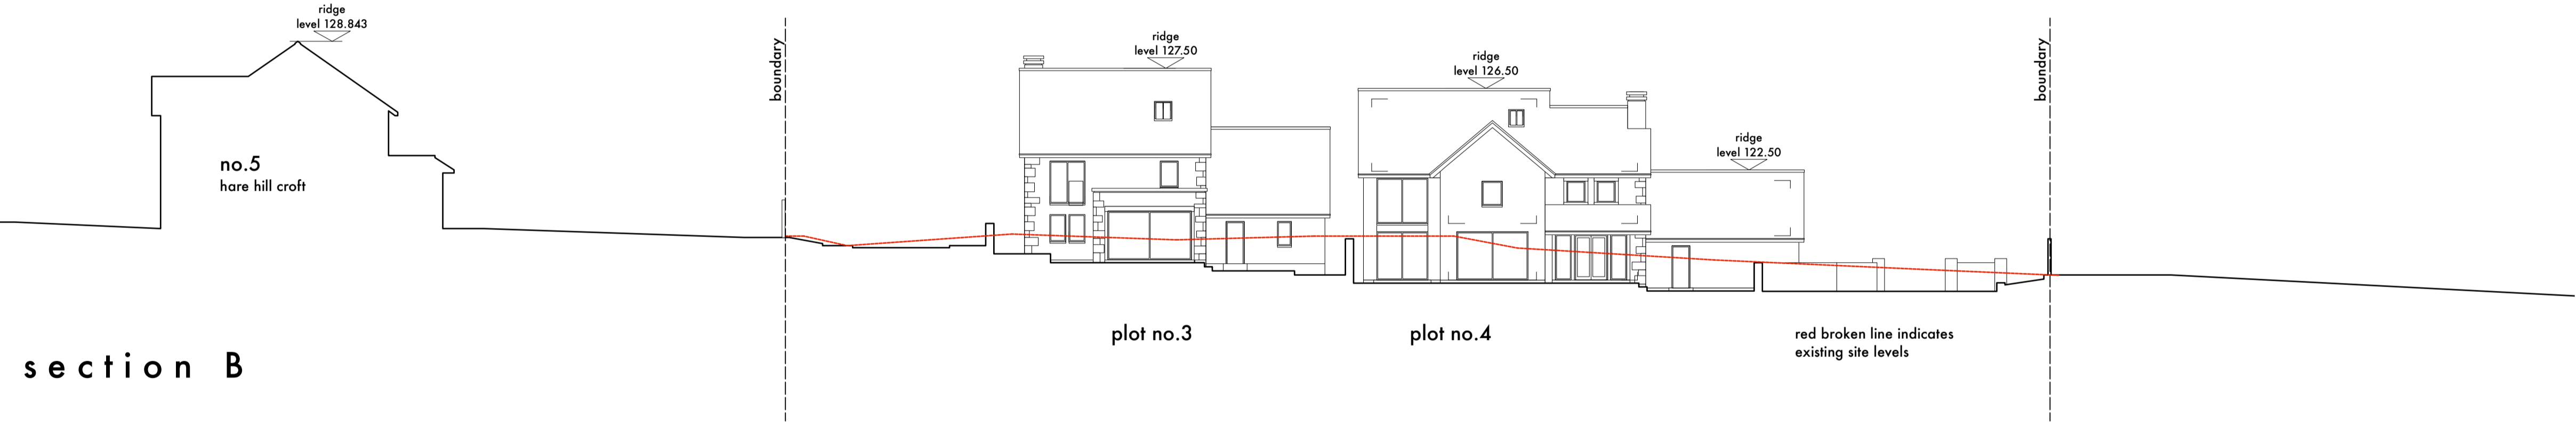 ridge
level 128.843
no.5
hare hill croft
boundary
ridge
level 127.50
ridge
level 126.50
ridge
level 122.50
boundary
plot no.3
plot no.4
red broken line indicates
existing site levels
section B